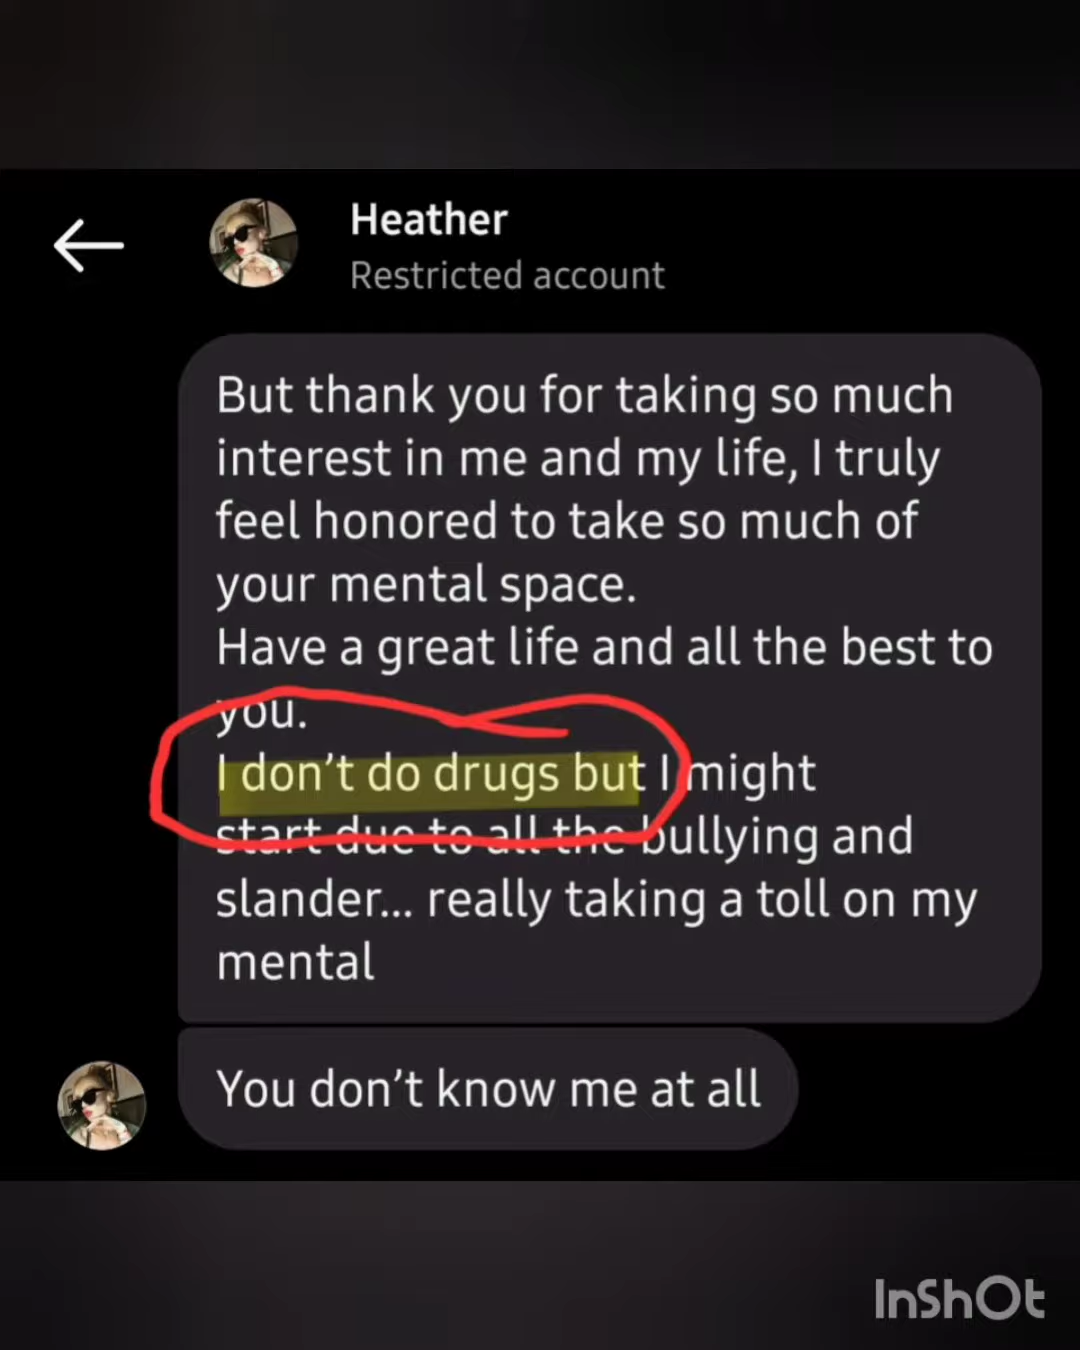 Heather
Restricted account
But thank you for taking so much
interest in me and my life, I truly
feel honored to take so much of
your mental space.
Have a great life and all the best to
you.
I don't do drugs but I might
start due to all the bullying and
slander... really taking a toll on my
mental
You don't know me at all
InShOt